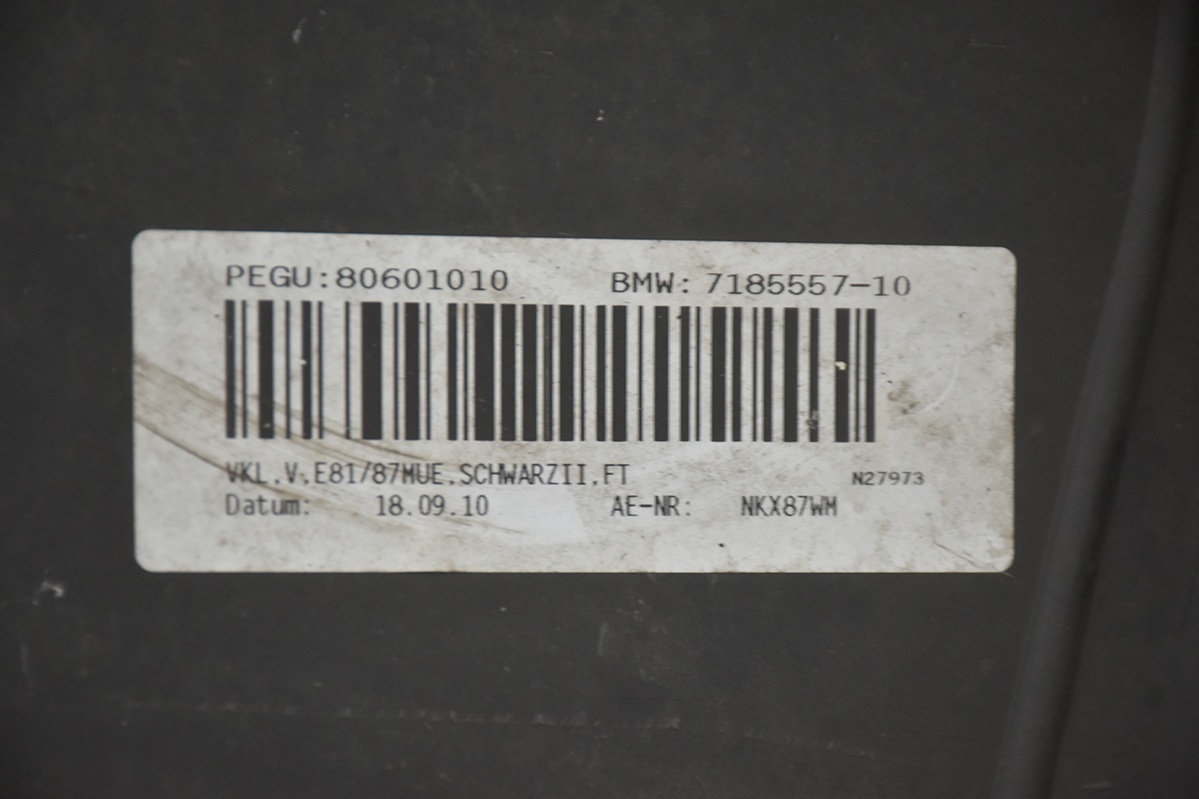 PEGU:80601010 BMW: 7185557-10
VKL.V.E81/87MUE.SCHWARZII.FT N27973
Datum: 18.09.10 AE-NR: NKX87WM